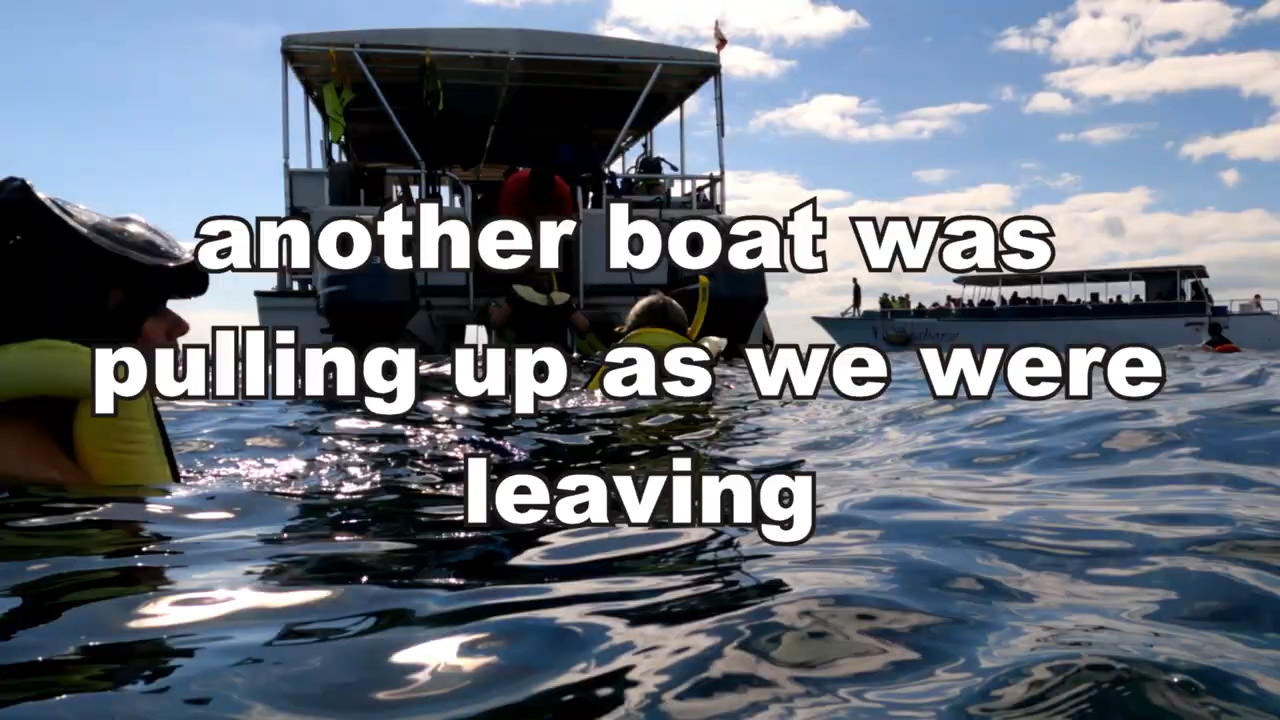 another boat was
pulling up as we were
leaving